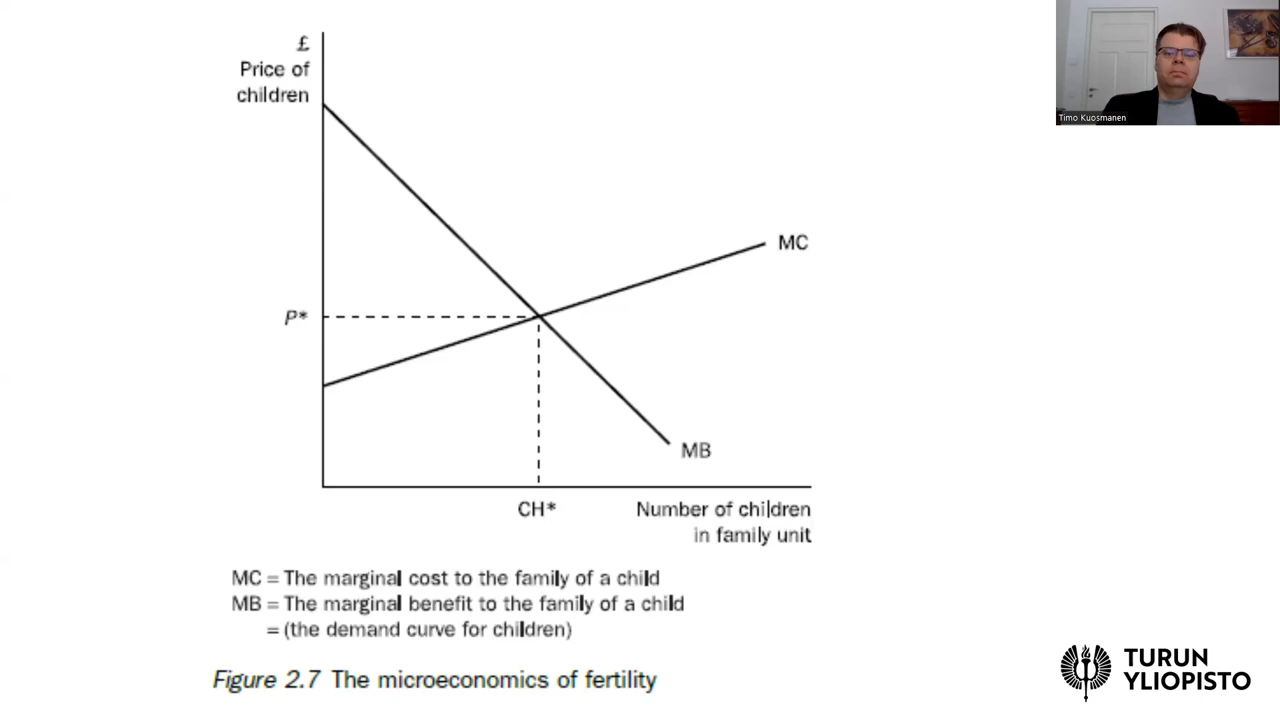 £
Price of
children
Timo Kuosmanen
MC
P*
MB
CH*
Number of children
in family unit
MC = The marginal cost to the family of a child
MB = The marginal benefit to the family of a child
= (the demand curve for children)
Figure 2.7 The microeconomics of fertility
TURUN
YLIOPISTO